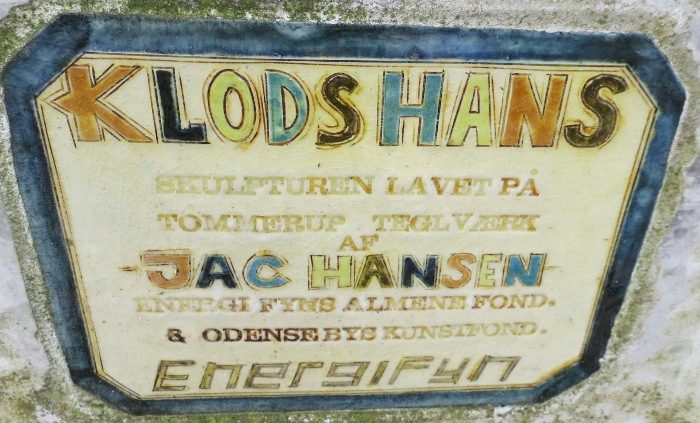 KLODSHANS
SKULPTUREN LAVET PÅ
TOMMERUP TEGLVÆRK
AF
JAC HANSEN
ENERGI FYNS ALMENE FOND.
& ODENSE BYS KUNSTFOND.
ENERGIFYN